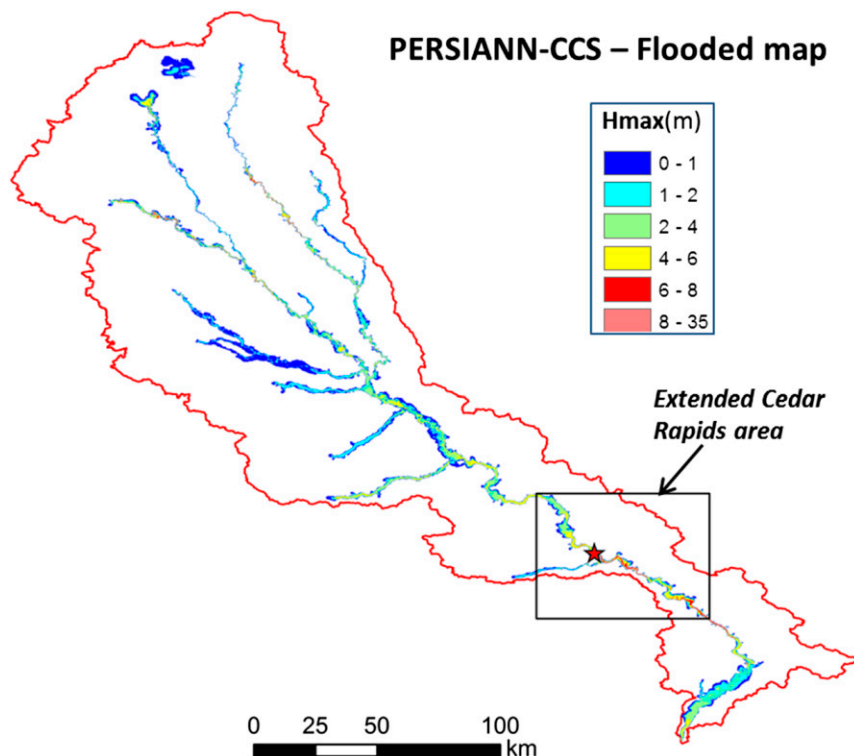 PERSIANN-CCS – Flooded map
Hmax(m)
0 - 1
1 - 2
2 - 4
4 - 6
6 - 8
8 - 35
Extended Cedar
Rapids area
0 25 50 100
km